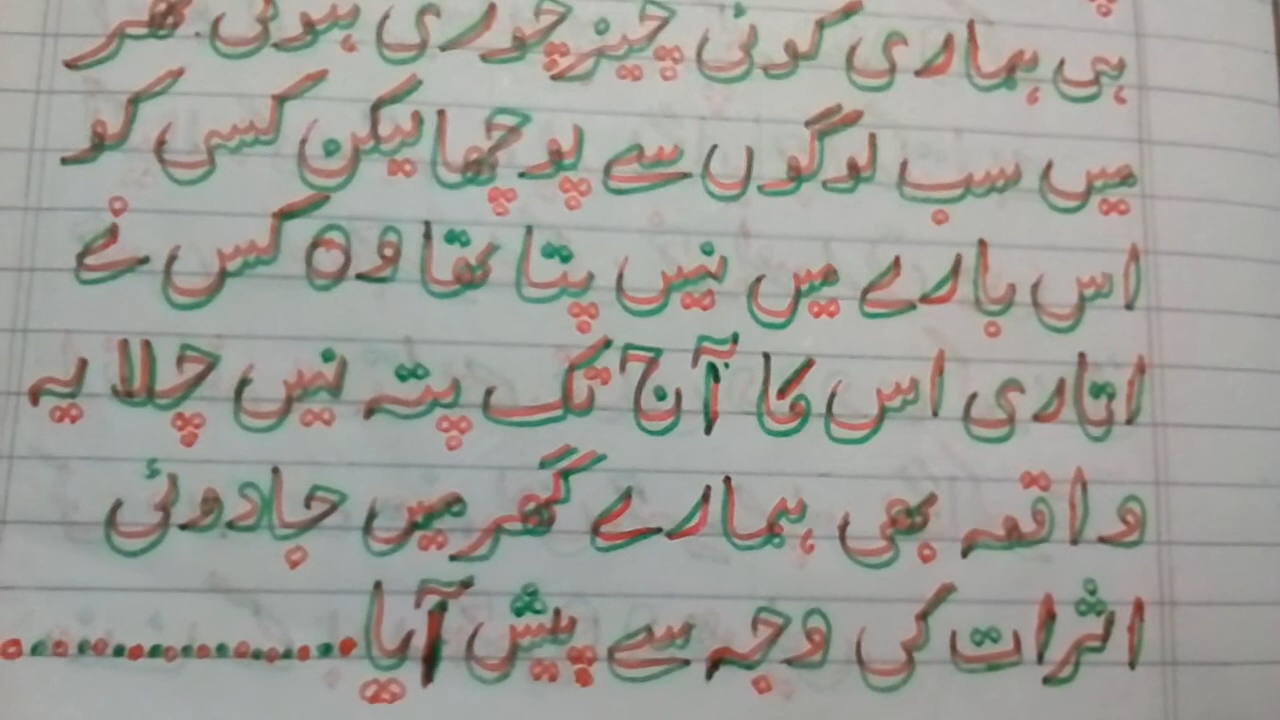 ہی ہماری کوئی چیز چوری ہوئی گھر
میں سب لوگوں سے پوچھا لیکن کسی کو
اس بارے میں نیں پتا تھا وہ کس نے
اتاری اس کا آج تک پتہ نیں چلا یہ
واقعہ بھی ہمارے گھر میں جادوئی
اثرات کی وجہ سے پیش آیا..................